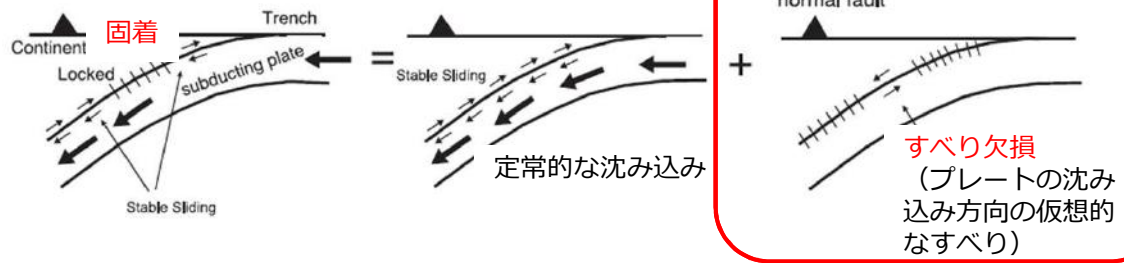 normal fault
Trench
固着
Continent
Locked
subducting plate
=
Stable Sliding
+
定常的な沈み込み
すべり欠損
（プレートの沈み
込み方向の仮想的
なすべり）
Stable Sliding